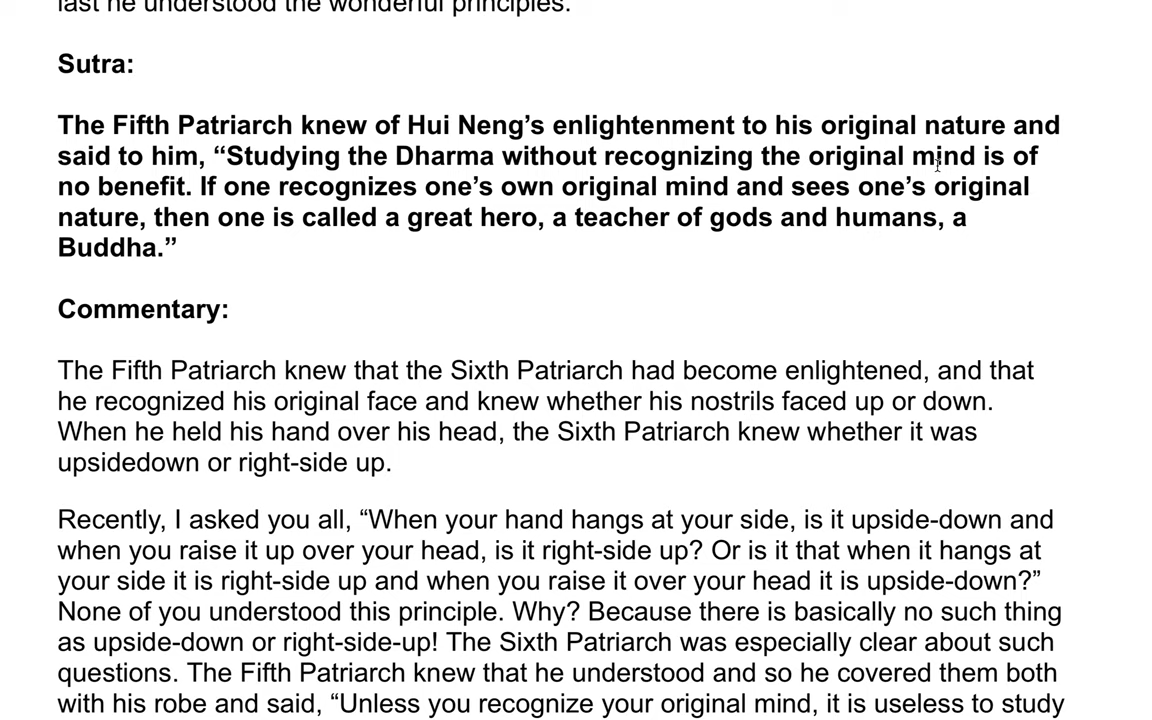 last he understood the wonderful principles.
Sutra:
The Fifth Patriarch knew of Hui Neng’s enlightenment to his original nature and
said to him, “Studying the Dharma without recognizing the original mind is of
no benefit. If one recognizes one’s own original mind and sees one’s original
nature, then one is called a great hero, a teacher of gods and humans, a
Buddha.”
Commentary:
The Fifth Patriarch knew that the Sixth Patriarch had become enlightened, and that
he recognized his original face and knew whether his nostrils faced up or down.
When he held his hand over his head, the Sixth Patriarch knew whether it was
upsidedown or right-side up.
Recently, I asked you all, “When your hand hangs at your side, is it upside-down and
when you raise it up over your head, is it right-side up? Or is it that when it hangs at
your side it is right-side up and when you raise it over your head it is upside-down?”
None of you understood this principle. Why? Because there is basically no such thing
as upside-down or right-side-up! The Sixth Patriarch was especially clear about such
questions. The Fifth Patriarch knew that he understood and so he covered them both
with his robe and said, “Unless you recognize your original mind, it is useless to study